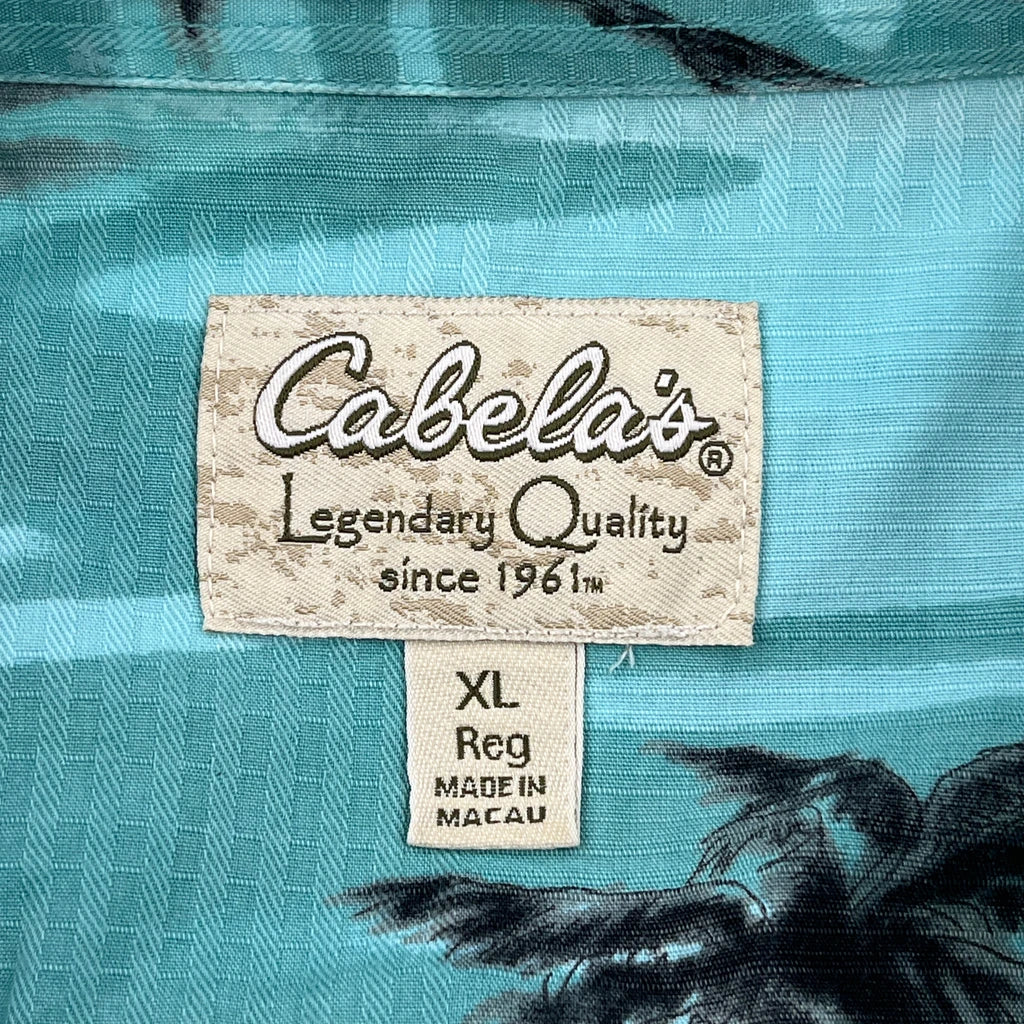 Cabela's®
Legendary Quality
since 1961™
XL
Reg
MADE IN
MACAU